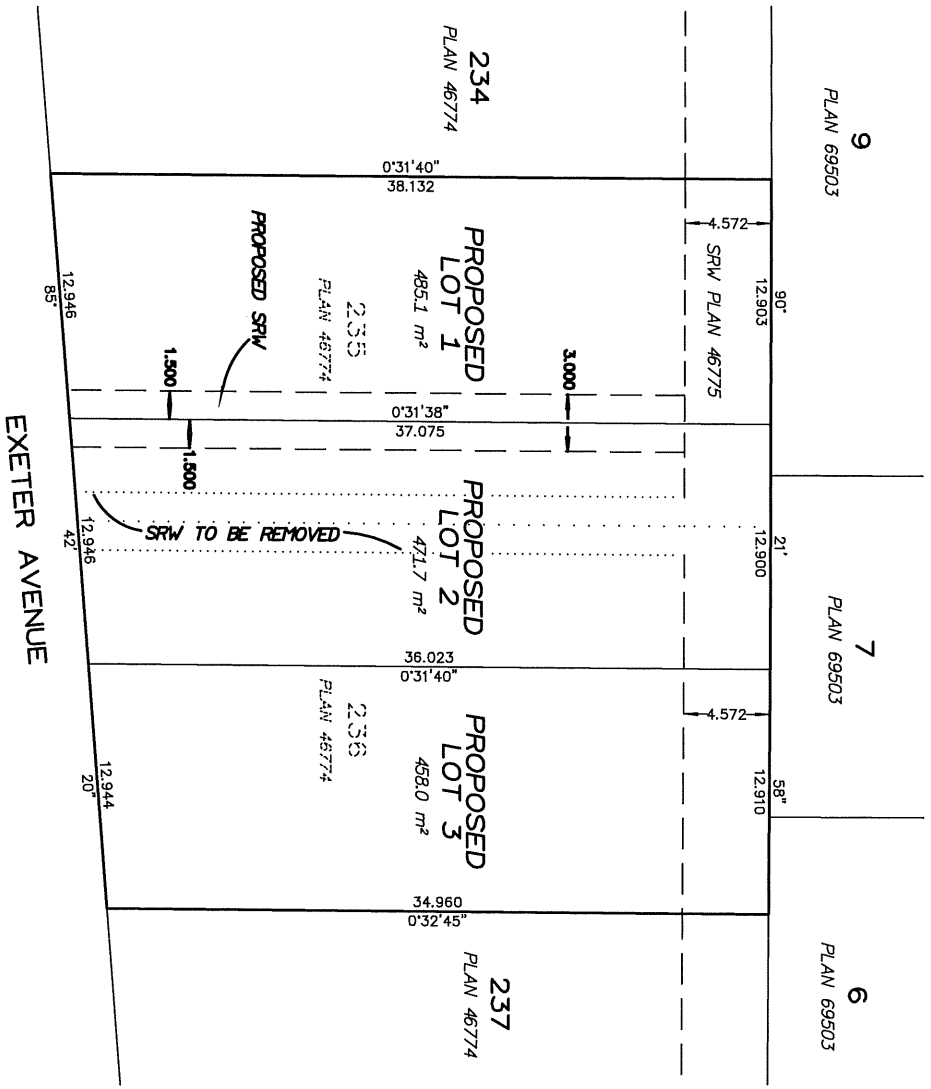 9
PLAN 69503
7
PLAN 69503
6
PLAN 69503
90°
12.903
21'
12.900
58"
12.910
4.572
SRW PLAN 46775
4.572
234
PLAN 46774
0°31'40"
38.132
PROPOSED
LOT 1
485.1 m²
235
PLAN 46774
PROPOSED SRW
1.500
3.000
0°31'38"
37.075
1.500
PROPOSED
LOT 2
471.7 m²
SRW TO BE REMOVED
36.023
0°31'40"
PROPOSED
LOT 3
458.0 m²
236
PLAN 46774
34.960
0°32'45"
237
PLAN 46774
12.946
85°
12.946
42'
12.944
20"
EXETER AVENUE